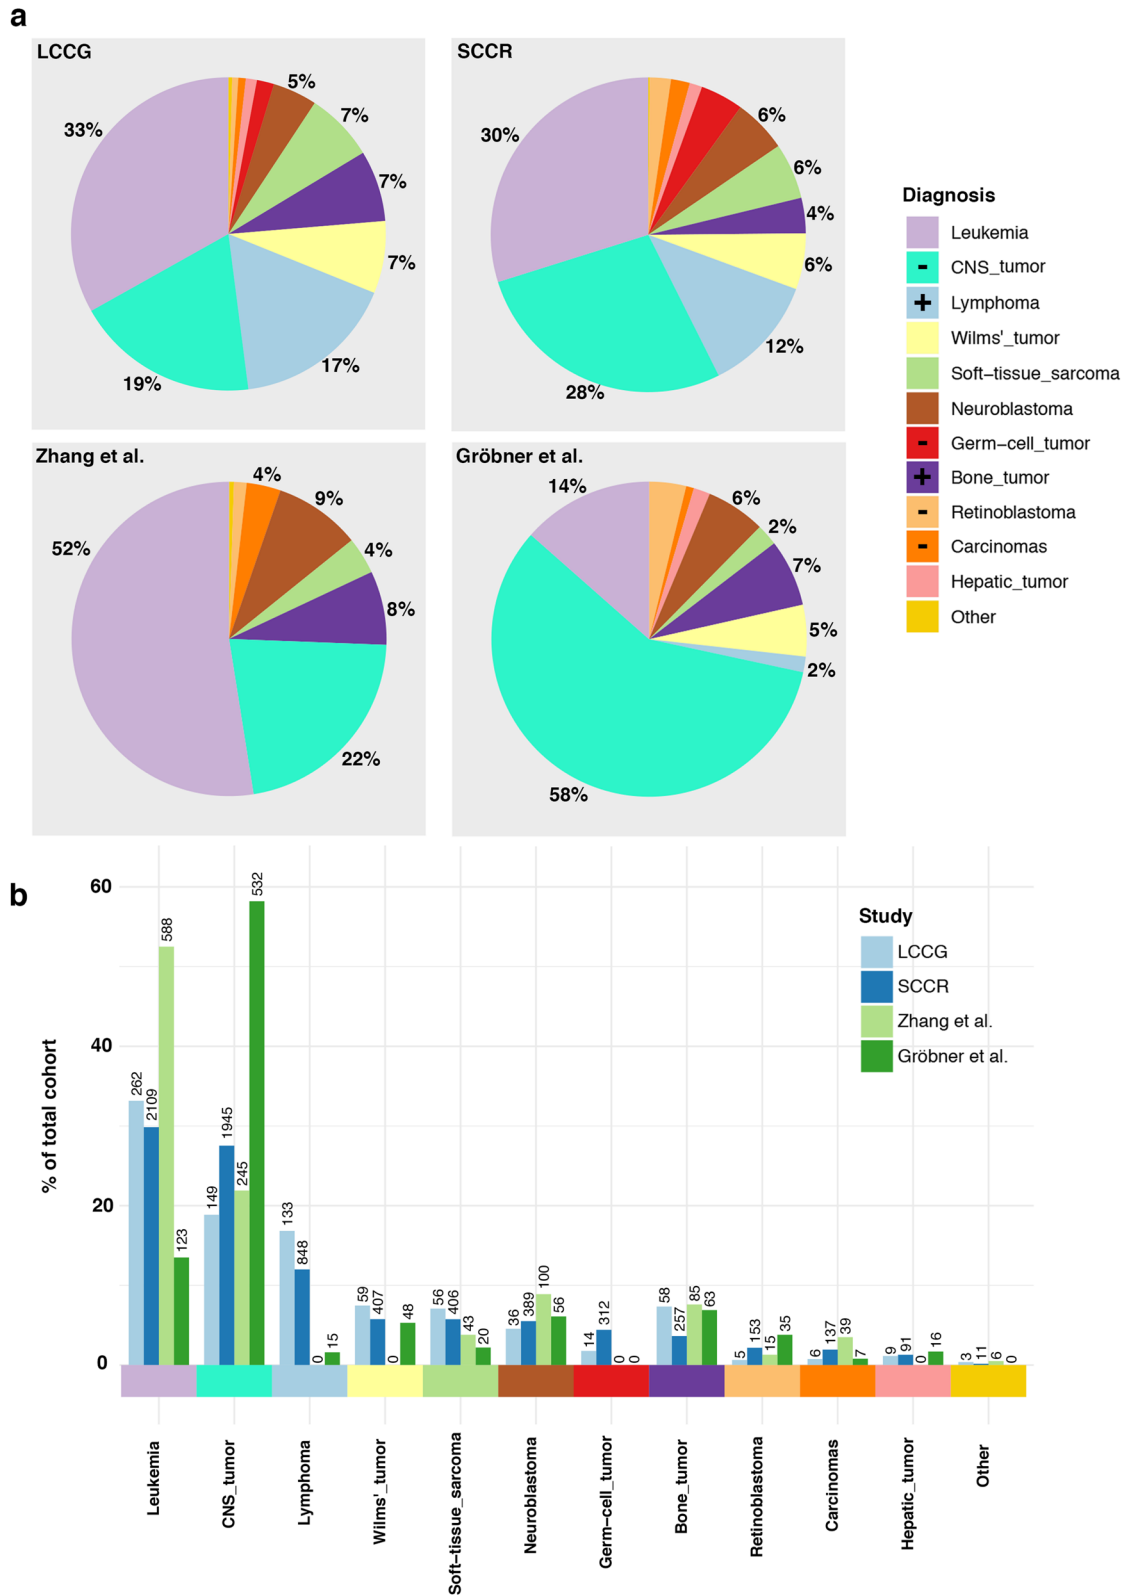 a
LCCG
33%
5%
7%
7%
7%
17%
19%
SCCR
30%
6%
6%
4%
6%
12%
28%
Zhang et al.
52%
4%
9%
4%
8%
22%
Gröbner et al.
14%
6%
2%
7%
5%
2%
58%
Diagnosis
Leukemia
- CNS_tumor
+ Lymphoma
Wilms'_tumor
Soft-tissue_sarcoma
Neuroblastoma
- Germ-cell_tumor
+ Bone_tumor
- Retinoblastoma
- Carcinomas
Hepatic_tumor
Other
b
% of total cohort
60
40
20
0
262 2109 588 123
149 1945 245 532
133 848 0 15
59 407 0 48
56 406 43 20
36 389 100 56
14 312 0 0
58 257 85 63
5 153 15 35
6 137 39 7
9 91 0 16
3 11 6 0
Study
LCCG
SCCR
Zhang et al.
Gröbner et al.
Leukemia
CNS_tumor
Lymphoma
Wilms'_tumor
Soft-tissue_sarcoma
Neuroblastoma
Germ-cell_tumor
Bone_tumor
Retinoblastoma
Carcinomas
Hepatic_tumor
Other